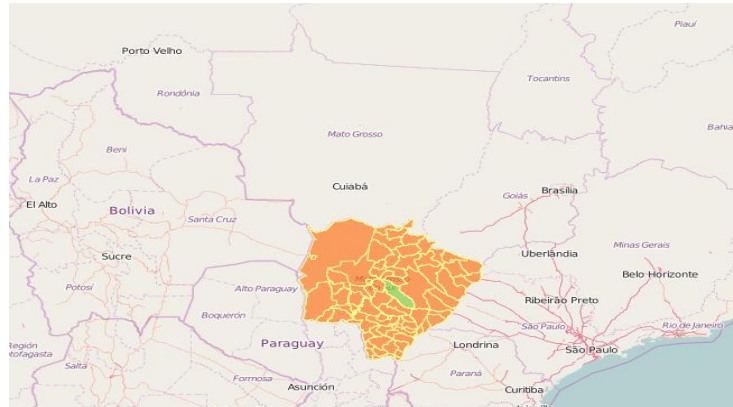 Piauí
Porto Velho
Tocantins
Rondônia
Mato Grosso
Bahia
Beni
La Paz
Cuiabá
Brasília
Goiás
El Alto
Bolivia
Santa Cruz
Minas Gerais
Sucre
Uberlândia
Belo Horizonte
Potosí
Alto Paraguay
Ribeirão Preto
Boquerón
São Paulo
Rio de Janeiro
Región
Paraguay
Londrina
São Paulo
tofagasta
Salta
Formosa
Paraná
Asunción
Curitiba